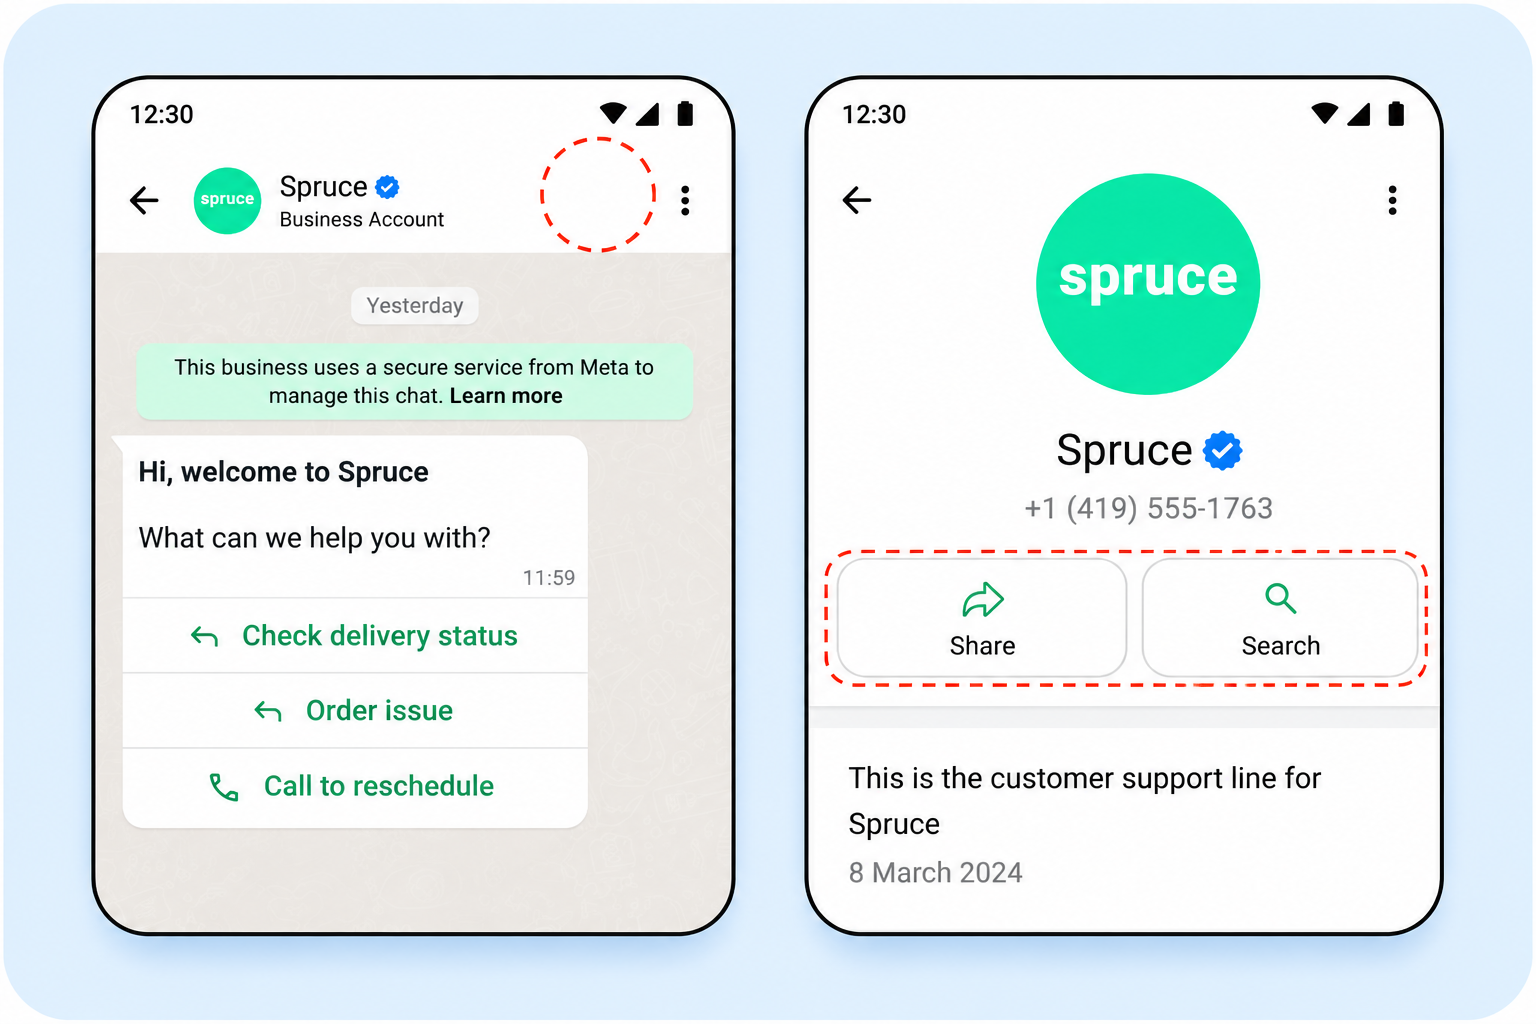 12:30
spruce
Spruce
Business Account
Yesterday
This business uses a secure service from Meta to
manage this chat. Learn more
Hi, welcome to Spruce
What can we help you with?
11:59
Check delivery status
Order issue
Call to reschedule
12:30
spruce
Spruce
+1 (419) 555-1763
Share
Search
This is the customer support line for
Spruce
8 March 2024